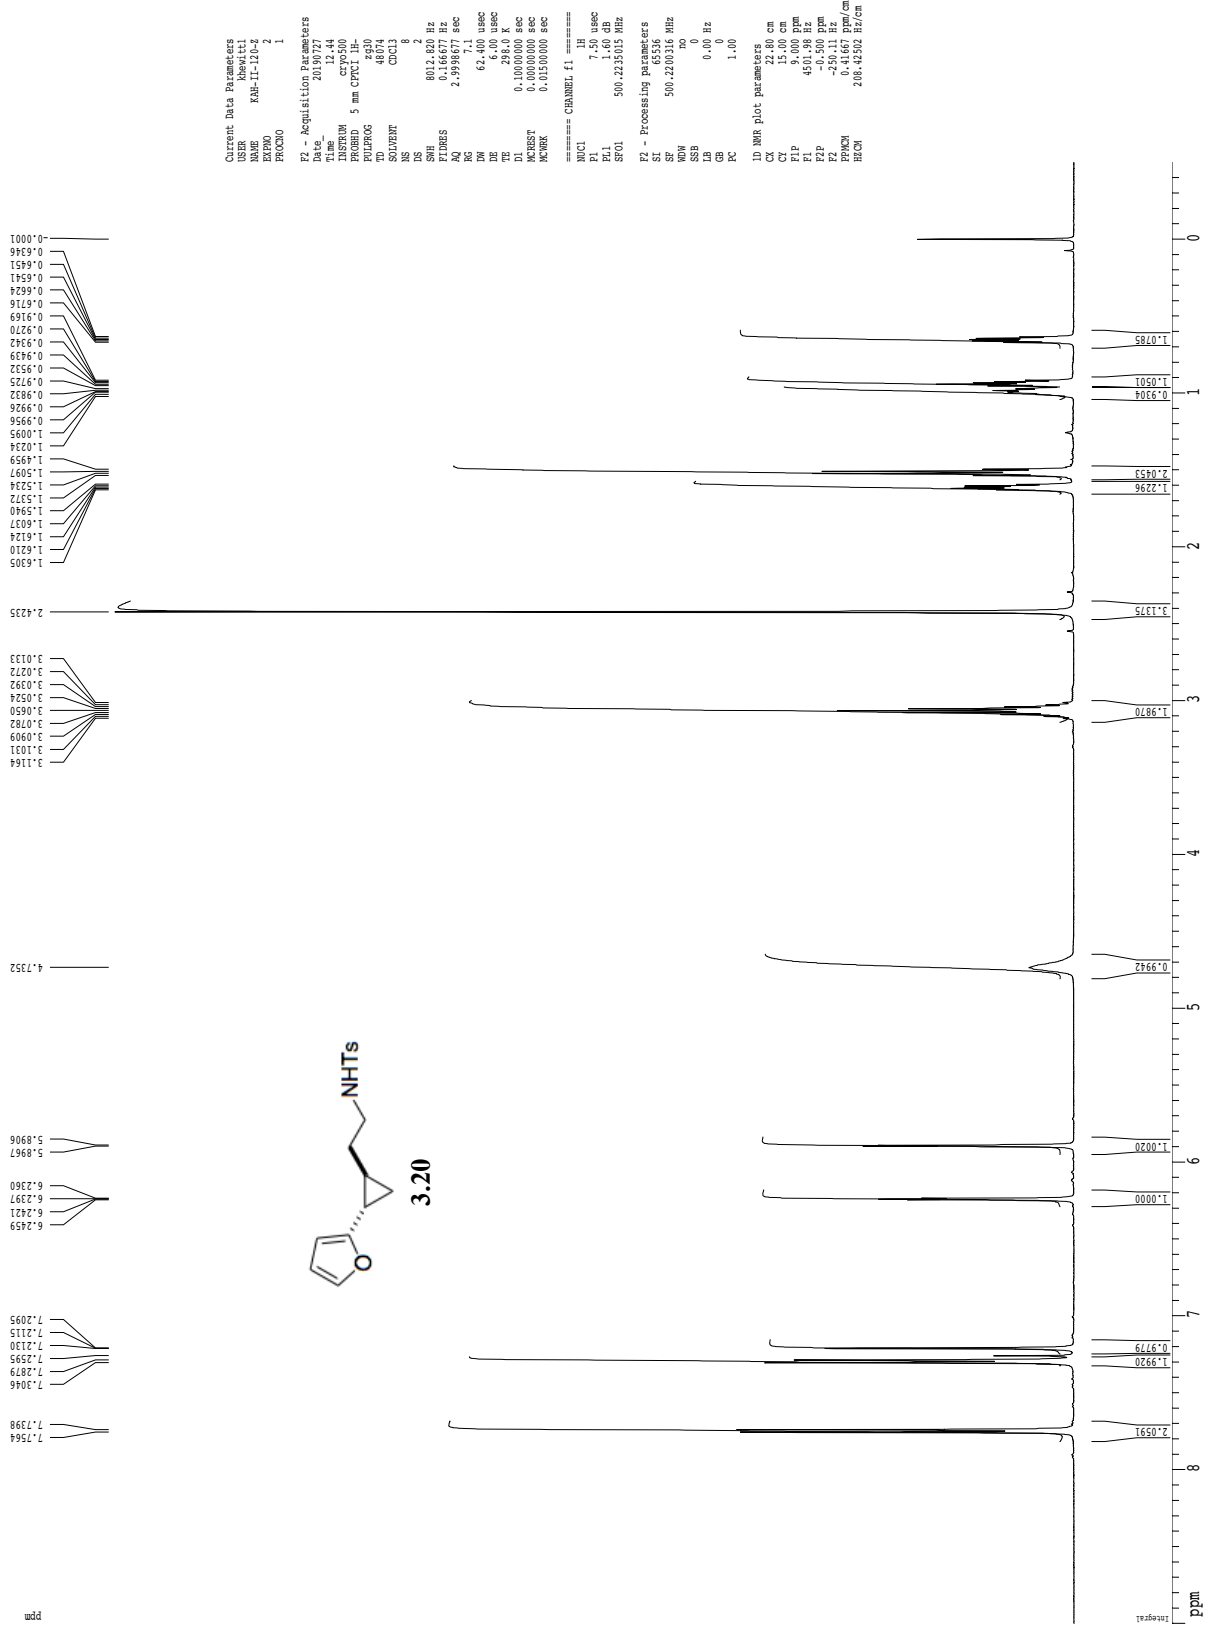 Current Data Parameters
USER khewitt1
NAME KAH-II-120-2
EXPNO 2
PROCNO 1
F2 - Acquisition Parameters
Date_ 20190727
Time 12.44
INSTRUM cryo500
PROBHD 5 mm CPTCI 1H-
PULPROG zg30
TD 48074
SOLVENT CDCl3
NS 8
DS 2
SWH 8012.820 Hz
FIDRES 0.166677 Hz
AQ 2.9998677 sec
RG 7.1
DW 62.400 usec
DE 6.00 usec
TE 298.0 K
D1 0.10000000 sec
MCREST 0.00000000 sec
MCWRK 0.01500000 sec
======== CHANNEL f1 ========
NUC1 1H
P1 7.50 usec
PL1 1.60 dB
SFO1 500.2235015 MHz
F2 - Processing parameters
SI 65536
SF 500.2200316 MHz
WDW no
SSB 0
LB 0.00 Hz
GB 0
PC 1.00
1D NMR plot parameters
CX 22.80 cm
CY 15.00 cm
F1P 9.000 ppm
F1 4501.98 Hz
F2P -0.500 ppm
F2 -250.11 Hz
PPMCM 0.41667 ppm/cm
HZCM 208.42502 Hz/cm
ppm
7.7564
7.7398
7.3046
7.2879
7.2595
7.2130
7.2115
7.2095
6.2459
6.2421
6.2397
6.2360
5.8967
5.8906
4.7352
3.1164
3.1031
3.0909
3.0782
3.0650
3.0524
3.0392
3.0272
3.0133
2.4235
1.6305
1.6210
1.6124
1.6037
1.5940
1.5372
1.5234
1.5097
1.4959
1.0234
1.0095
0.9956
0.9926
0.9832
0.9725
0.9532
0.9439
0.9342
0.9270
0.9169
0.6716
0.6624
0.6541
0.6451
0.6346
-0.0001
O
NHTs
3.20
Integral
2.0591
1.9920
0.9779
1.0000
1.0020
0.9942
1.9870
3.1375
1.2296
2.0453
0.9304
1.0501
1.0785
ppm
8
7
6
5
4
3
2
1
0